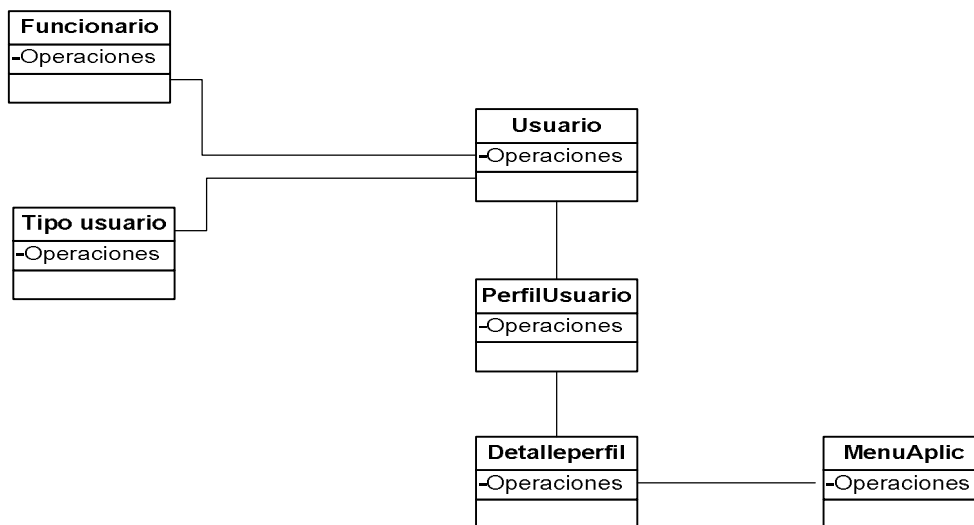 Funcionario
-Operaciones
Usuario
-Operaciones
Tipo usuario
-Operaciones
PerfilUsuario
-Operaciones
Detalleperfil
-Operaciones
MenuAplic
-Operaciones